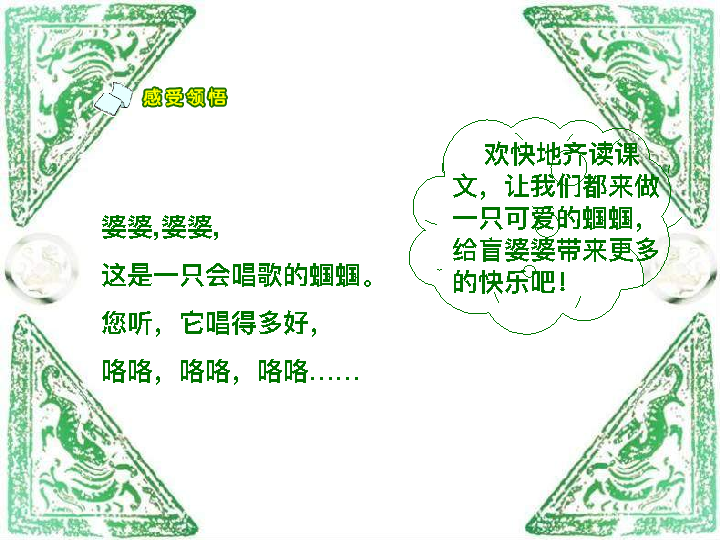 感受领悟
婆婆,婆婆,
这是一只会唱歌的蝈蝈。
您听，它唱得多好，
咯咯，咯咯，咯咯……
欢快地齐读课
文，让我们都来做
一只可爱的蝈蝈，
给盲婆婆带来更多
的快乐吧！